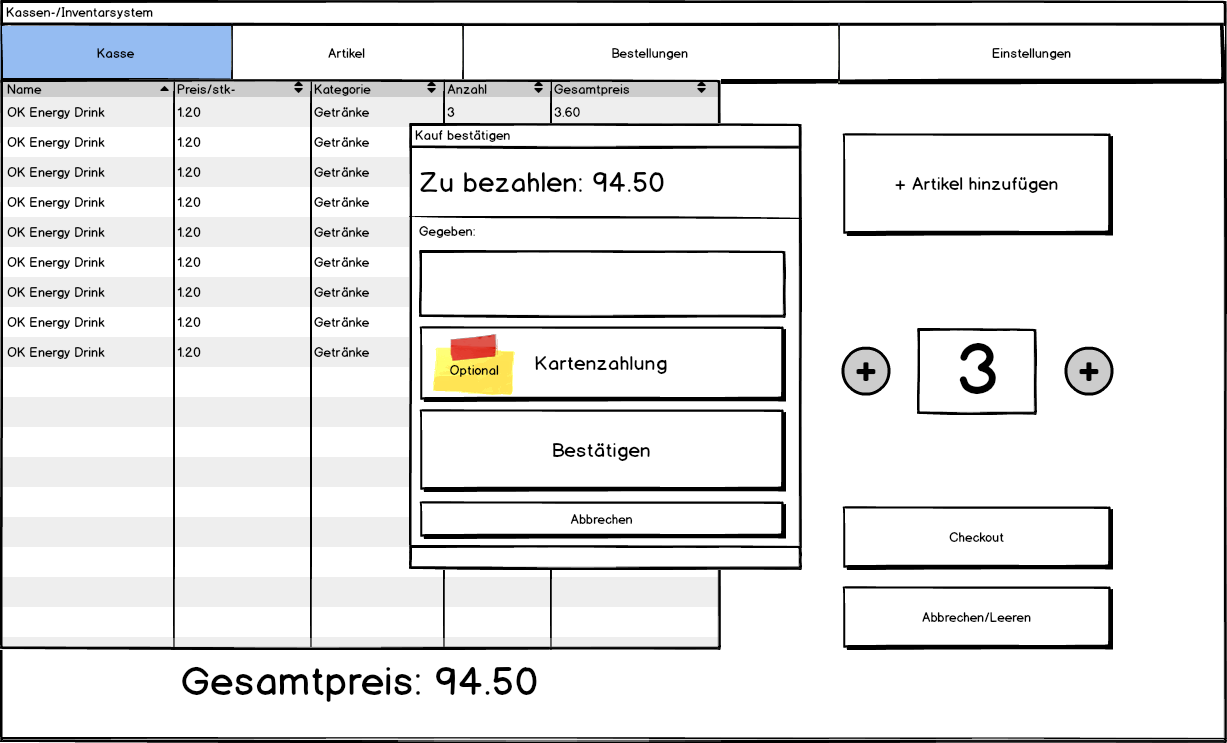 Kassen-/Inventarsystem
Kasse Artikel Bestellungen Einstellungen
Name Preis/stk- Kategorie Anzahl Gesamtpreis
OK Energy Drink 1.20 Getränke 3 3.60
OK Energy Drink 1.20 Getränke
OK Energy Drink 1.20 Getränke
OK Energy Drink 1.20 Getränke
OK Energy Drink 1.20 Getränke
OK Energy Drink 1.20 Getränke
OK Energy Drink 1.20 Getränke
OK Energy Drink 1.20 Getränke
OK Energy Drink 1.20 Getränke
Gesamtpreis: 94.50
Kauf bestätigen
Zu bezahlen: 94.50
Gegeben:
Optional
Kartenzahlung
Bestätigen
Abbrechen
+ Artikel hinzufügen
+ 3 +
Checkout
Abbrechen/Leeren